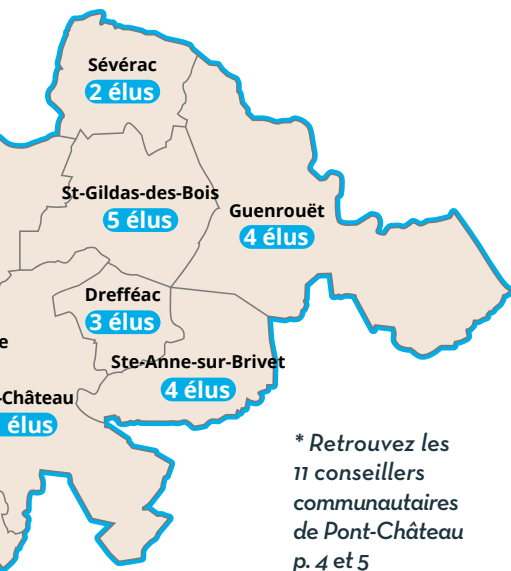 Sévérac
2 élus
St-Gildas-des-Bois
5 élus
Guenrouët
4 élus
Drefféac
3 élus
e
Ste-Anne-sur-Brivet
4 élus
-Château
élus
* Retrouvez les
11 conseillers
communautaires
de Pont-Château
p. 4 et 5